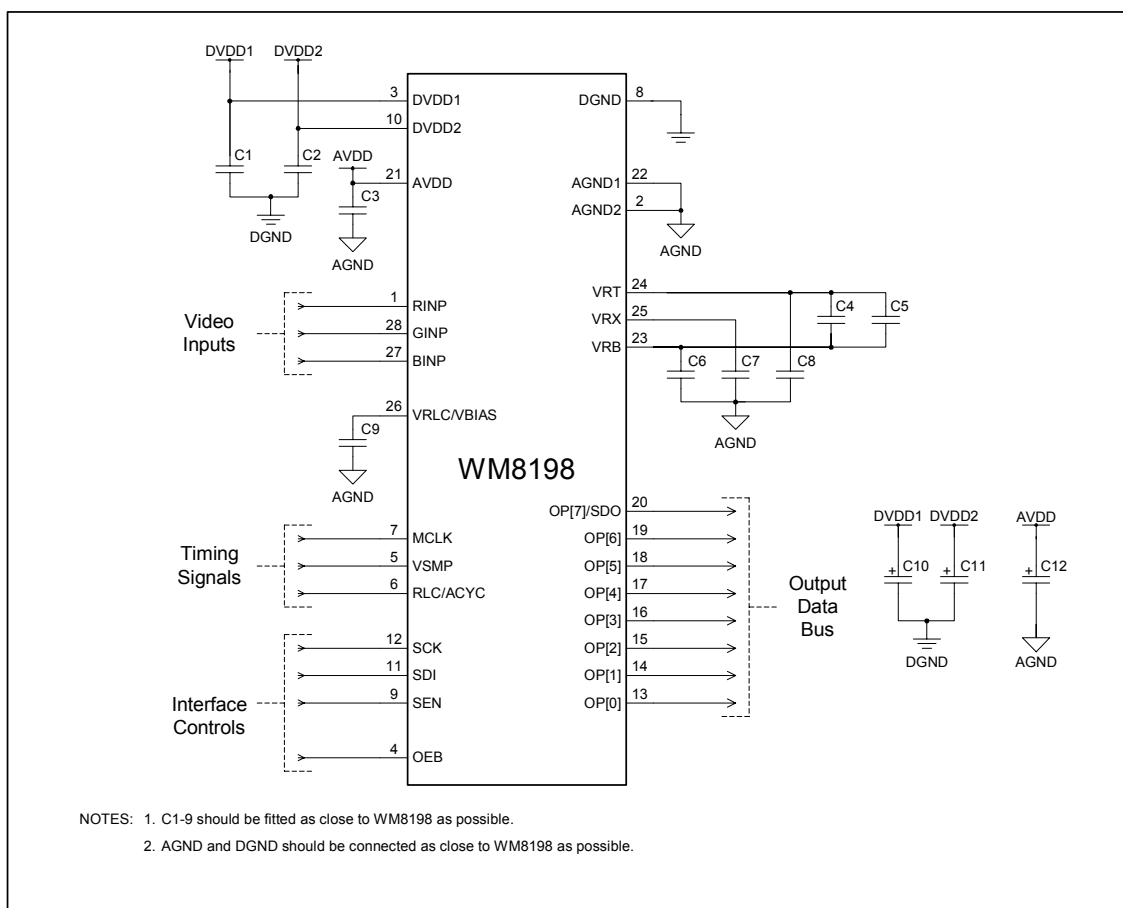 DVDD1 DVDD2
3 DVDD1
10 DVDD2
C1 C2
DGND
AVDD
21 AVDD
C3
AGND
DGND 8
AGND1 22
AGND2 2
AGND
Video
Inputs
1 RINP
28 GINP
27 BINP
VRT 24
VRX 25
VRB 23
C4 C5
C6 C7 C8
AGND
26 VRLC/VBIAS
C9
AGND
WM8198
Timing
Signals
7 MCLK
5 VSMP
6 RLC/ACYC
Interface
Controls
12 SCK
11 SDI
9 SEN
4 OEB
OP[7]/SDO 20
OP[6] 19
OP[5] 18
OP[4] 17
OP[3] 16
OP[2] 15
OP[1] 14
OP[0] 13
Output
Data
Bus
DVDD1 DVDD2 AVDD
+ C10 + C11 + C12
DGND AGND
NOTES: 1. C1-9 should be fitted as close to WM8198 as possible.
2. AGND and DGND should be connected as close to WM8198 as possible.